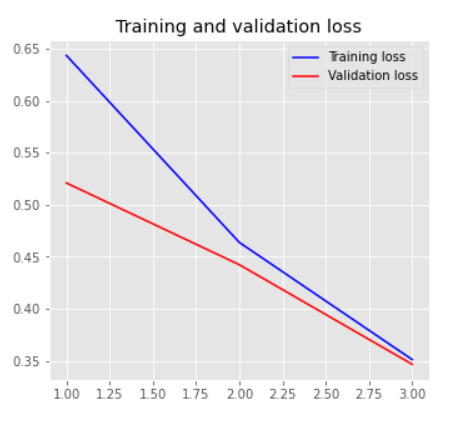 Training and validation loss
Training loss
Validation loss
0.65
0.60
0.55
0.50
0.45
0.40
0.35
1.00 1.25 1.50 1.75 2.00 2.25 2.50 2.75 3.00